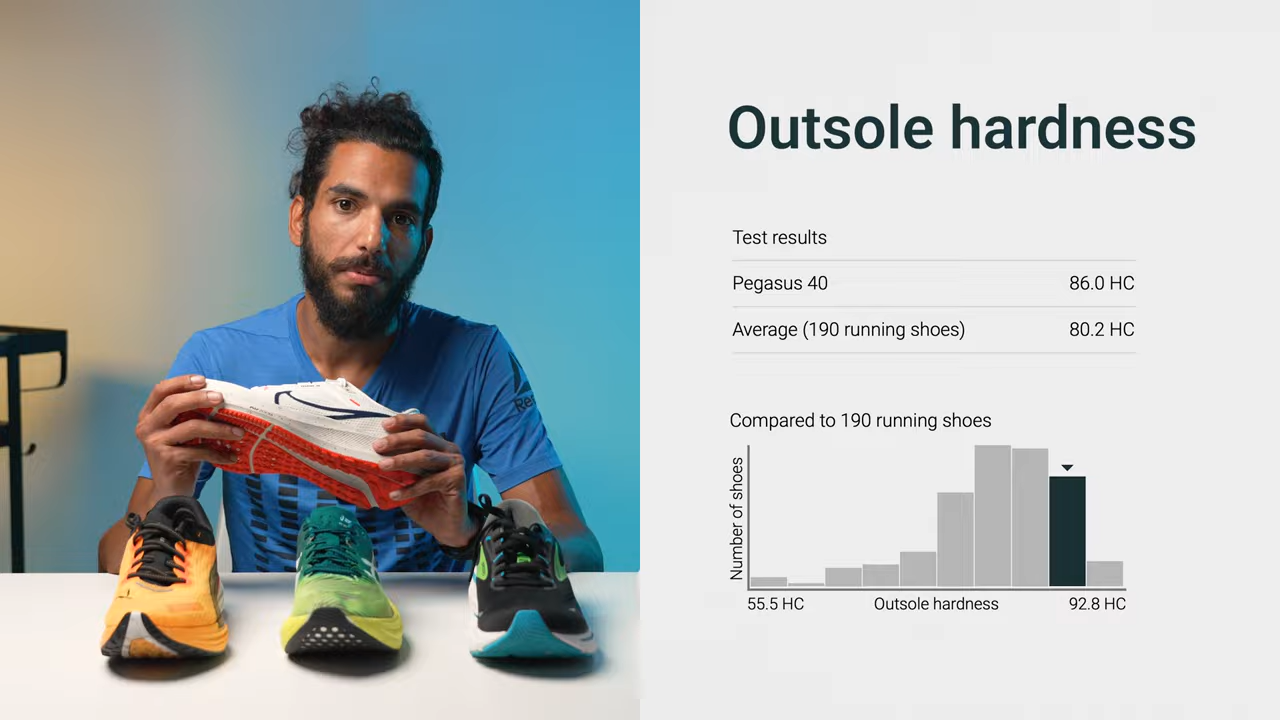 Outsole hardness
Test results
Pegasus 40 86.0 HC
Average (190 running shoes) 80.2 HC
Compared to 190 running shoes
Number of shoes
55.5 HC Outsole hardness 92.8 HC